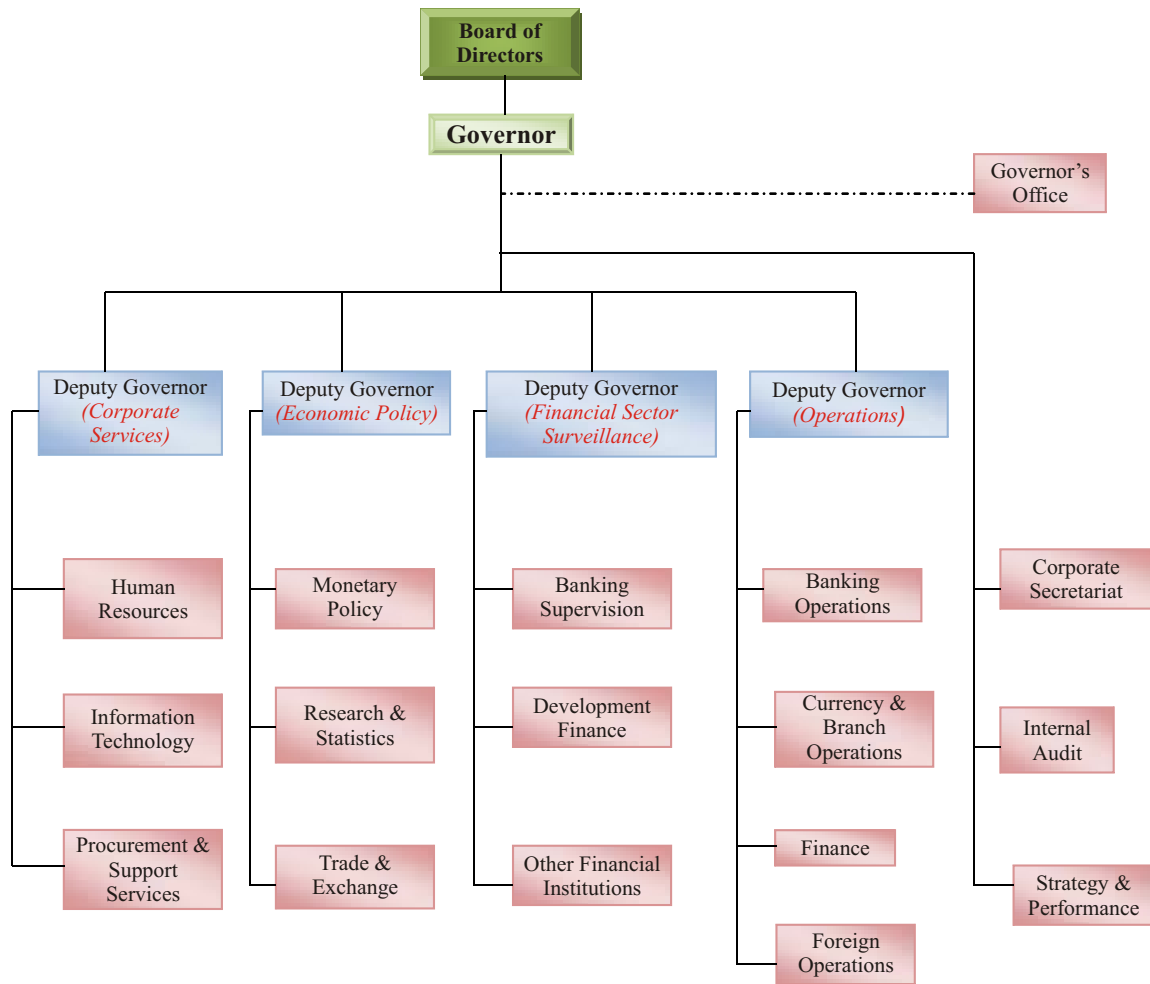 Board of
Directors
Governor
Governor’s
Office
Deputy Governor
(Corporate
Services)
Deputy Governor
(Economic Policy)
Deputy Governor
(Financial Sector
Surveillance)
Deputy Governor
(Operations)
Human
Resources
Monetary
Policy
Banking
Supervision
Banking
Operations
Corporate
Secretariat
Information
Technology
Research &
Statistics
Development
Finance
Currency &
Branch
Operations
Internal
Audit
Procurement &
Support
Services
Trade &
Exchange
Other Financial
Institutions
Finance
Strategy &
Performance
Foreign
Operations